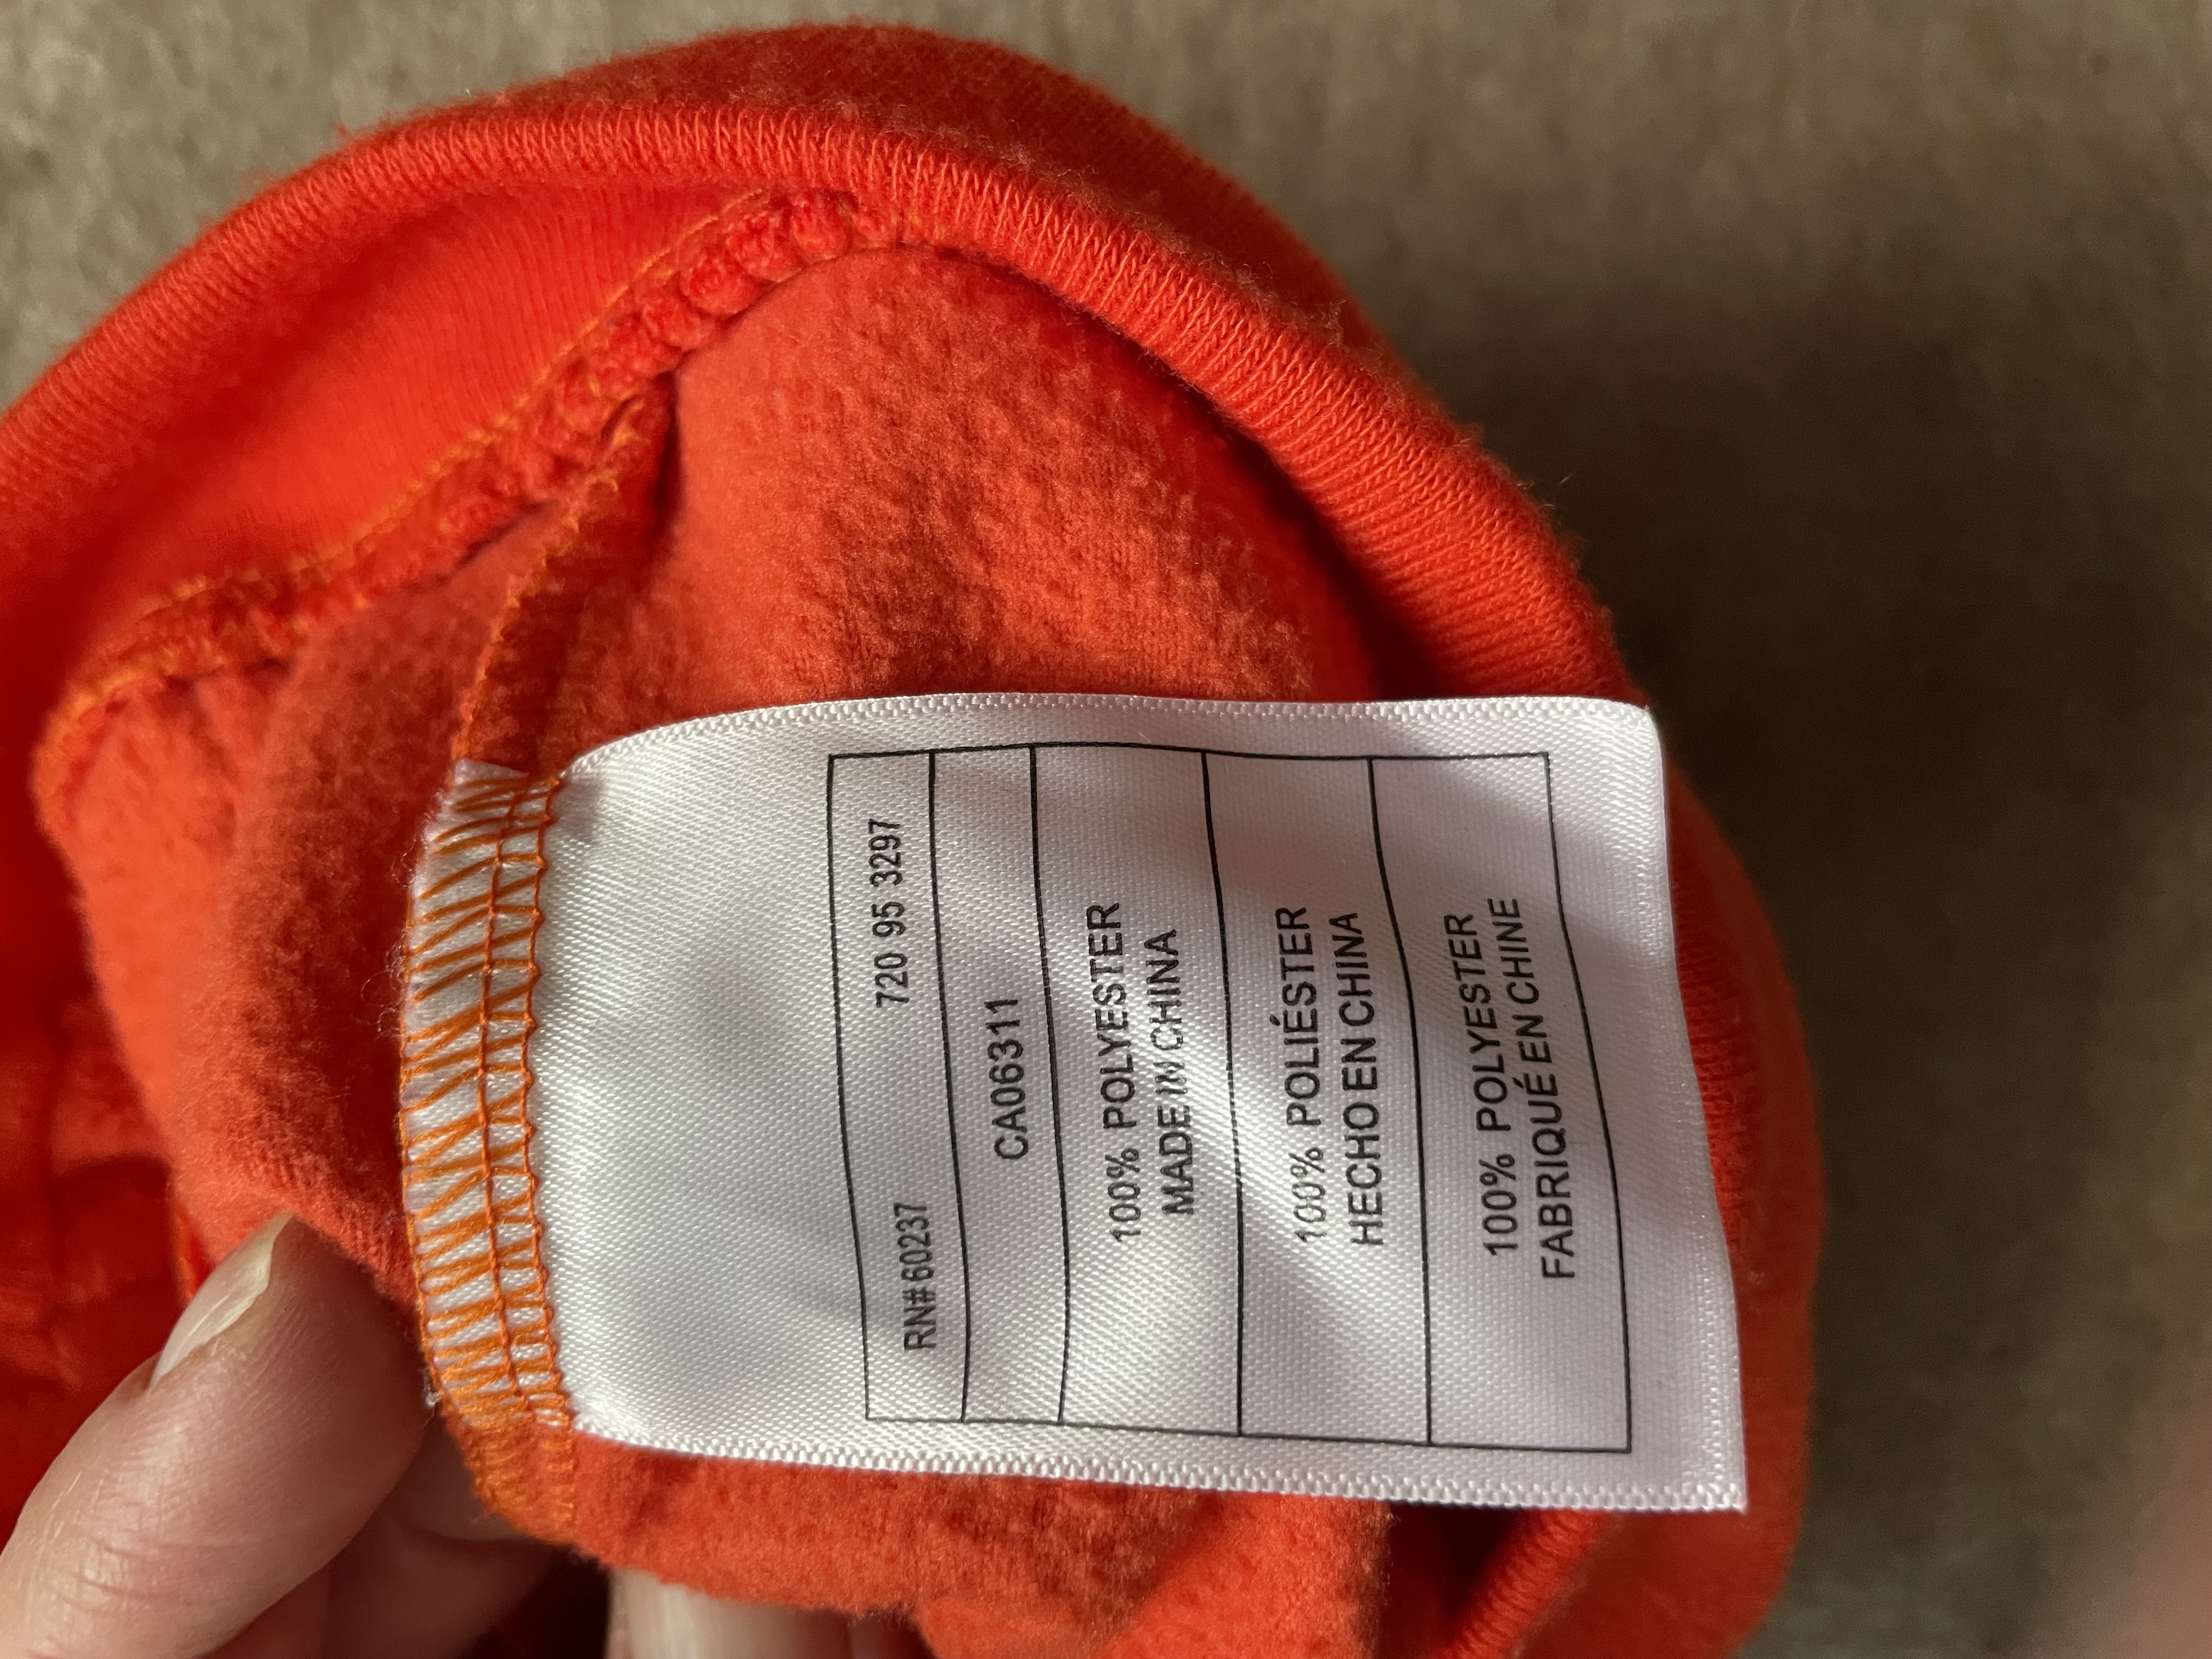 RN#60237 720 95 3297
CA06311
100% POLYESTER
MADE IN CHINA
100% POLIÉSTER
HECHO EN CHINA
100% POLYESTER
FABRIQUÉ EN CHINE